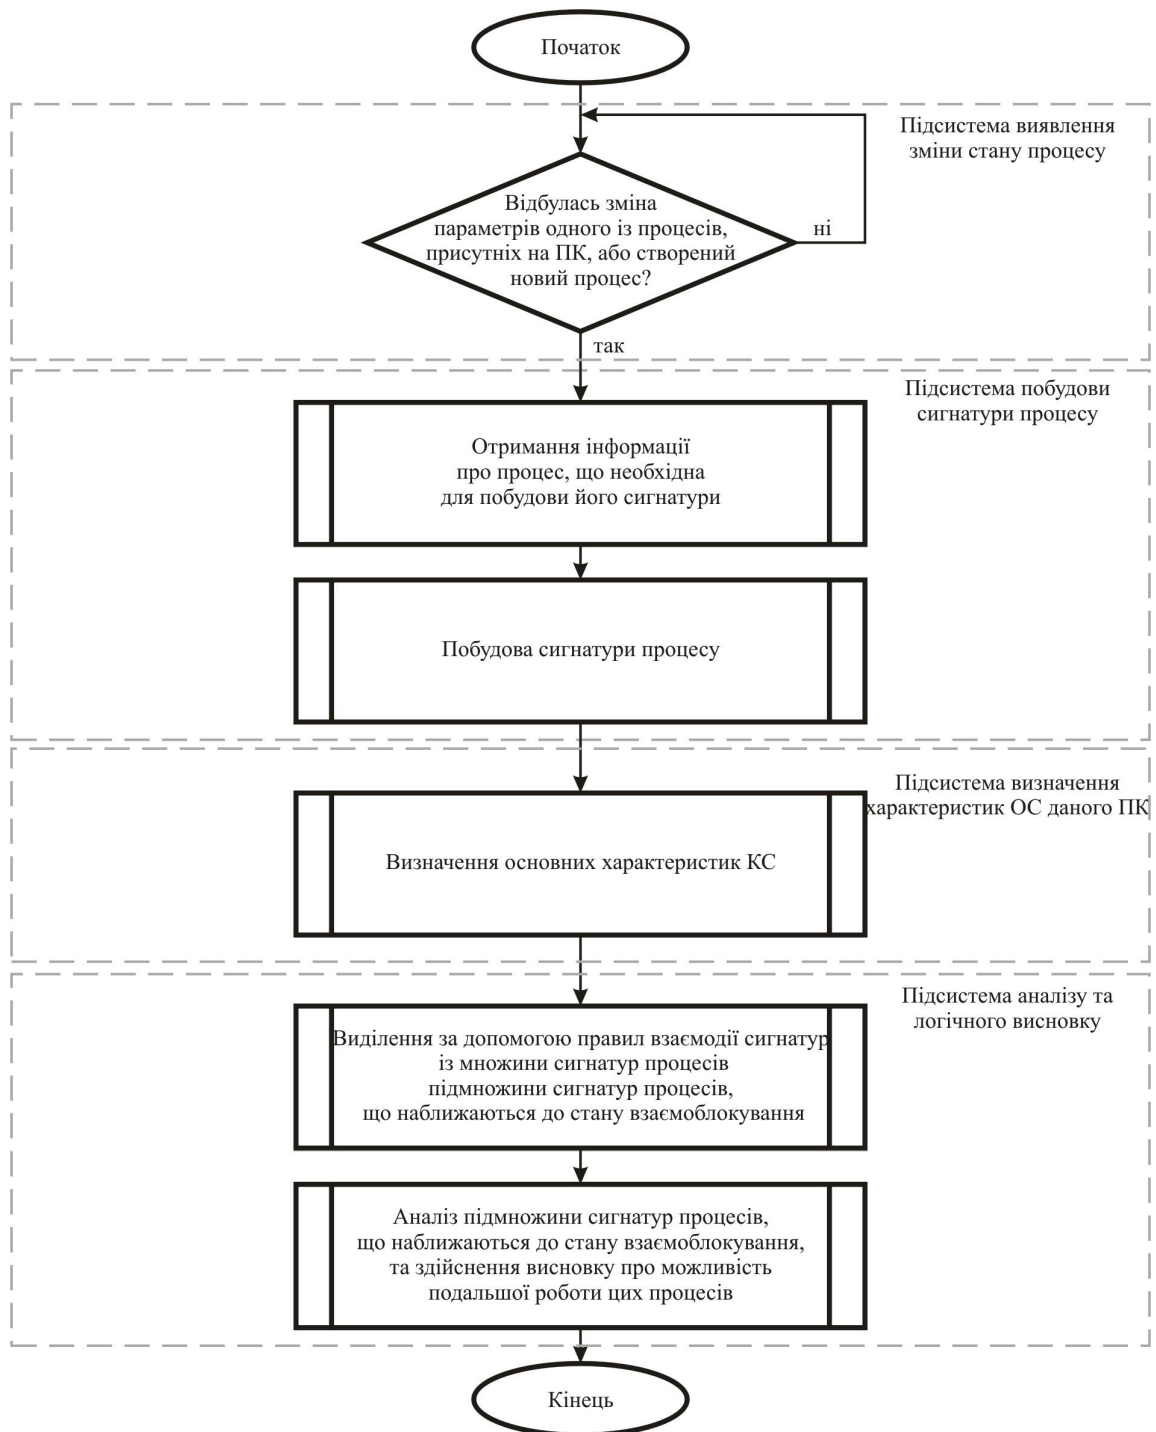 Початок
Підсистема виявлення
зміни стану процесу
Відбулась зміна
параметрів одного із процесів,
присутніх на ПК, або створений
новий процес?
ні
так
Підсистема побудови
сигнатури процесу
Отримання інформації
про процес, що необхідна
для побудови його сигнатури
Побудова сигнатури процесу
Підсистема визначення
характеристик ОС даного ПК
Визначення основних характеристик КС
Підсистема аналізу та
логічного висновку
Виділення за допомогою правил взаємодії сигнатур
із множини сигнатур процесів
підмножини сигнатур процесів,
що наближаються до стану взаємоблокування
Аналіз підмножини сигнатур процесів,
що наближаються до стану взаємоблокування,
та здійснення висновку про можливість
подальшої роботи цих процесів
Кінець